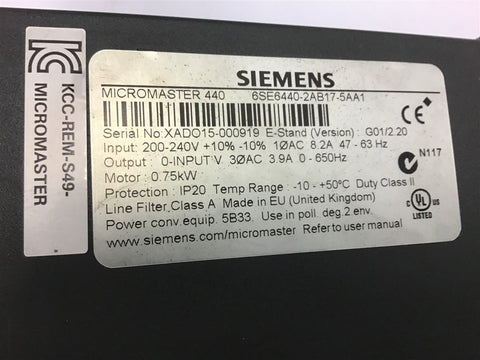 SIEMENS
MICROMASTER 440 6SE6440-2AB17-5AA1
Serial No:XADO15-000919 E-Stand (Version) : G01/2.20
Input: 200-240V +10% -10% 1ØAC 8.2A 47 - 63 Hz
Output : 0-INPUT V 3ØAC 3.9A 0 - 650Hz
Motor : 0.75kW
Protection : IP20 Temp Range : -10 - +50°C Duty Class II
Line Filter,Class A Made in EU (United Kingdom)
Power conv.equip. 5B33. Use in poll. deg.2 env.
www.siemens.com/micromaster Refer to user manual
CE
N117
C UL US
LISTED
KCC-REM-S49-
MICROMASTER